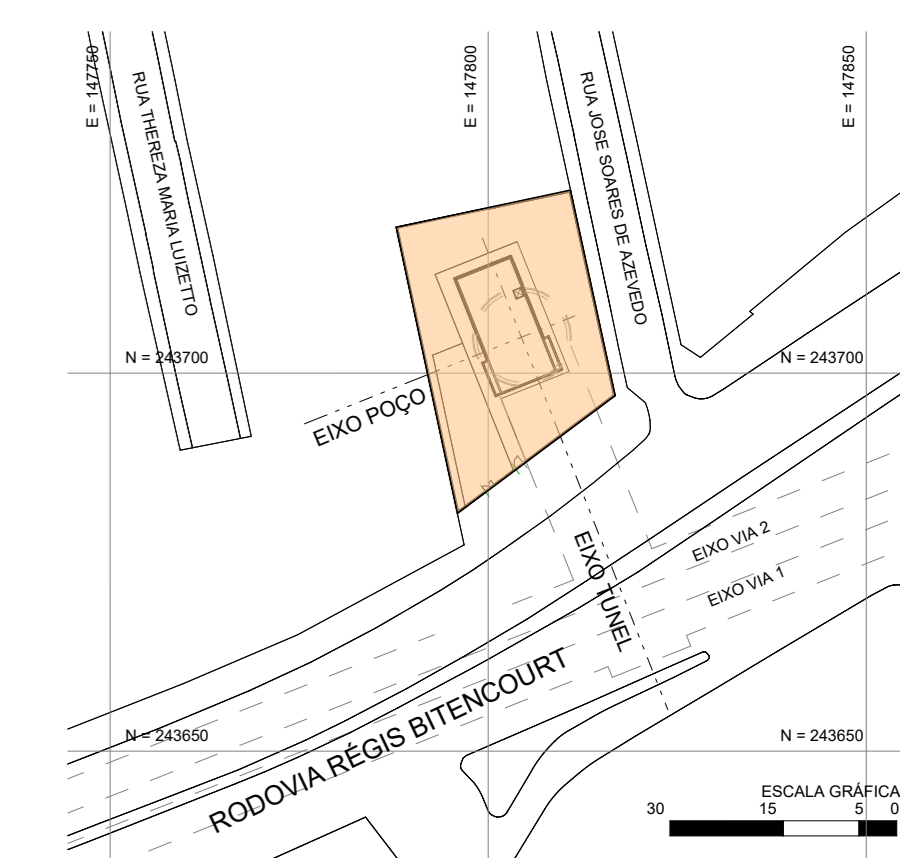 E = 147750
E = 147800
E = 147850
RUA THEREZA MARIA LUIZETTO
RUA JOSE SOARES DE AZEVEDO
N = 243700
N = 243700
EIXO POÇO
EIXO TÚNEL
EIXO VIA 2
EIXO VIA 1
RODOVIA RÉGIS BITENCOURT
N = 243650
N = 243650
ESCALA GRÁFICA
30 15 5 0